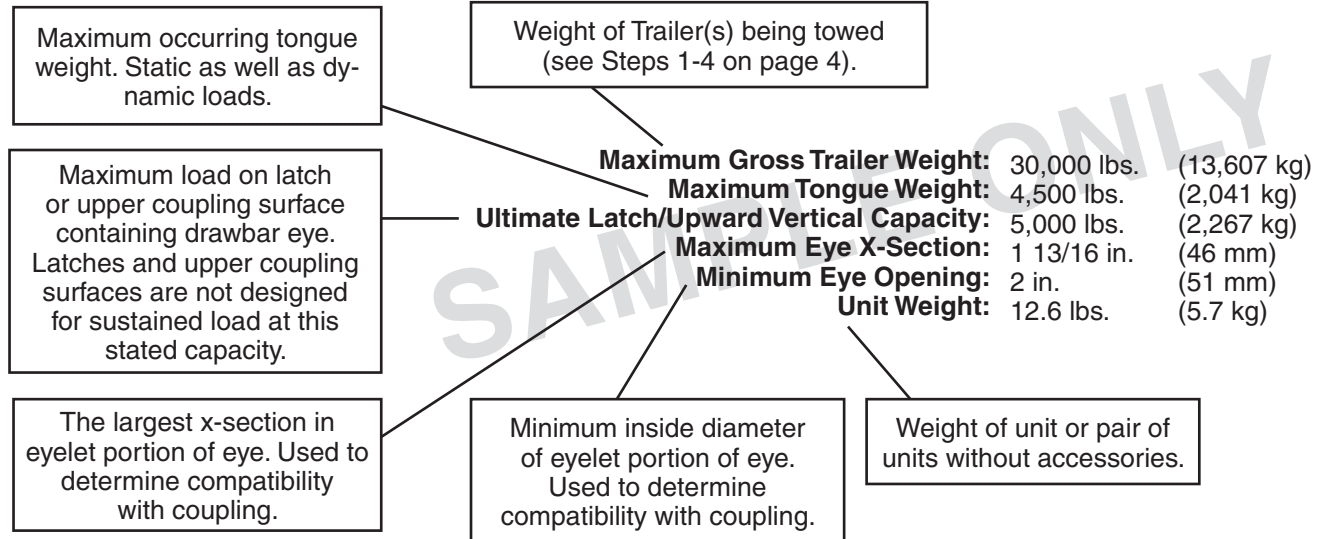 Maximum occurring tongue
weight. Static as well as dy-
namic loads.
Weight of Trailer(s) being towed
(see Steps 1-4 on page 4).
Maximum load on latch
or upper coupling surface
containing drawbar eye.
Latches and upper coupling
surfaces are not designed
for sustained load at this
stated capacity.
SAMPLE ONLY
Maximum Gross Trailer Weight: 30,000 lbs. (13,607 kg)
Maximum Tongue Weight: 4,500 lbs. (2,041 kg)
Ultimate Latch/Upward Vertical Capacity: 5,000 lbs. (2,267 kg)
Maximum Eye X-Section: 1 13/16 in. (46 mm)
Minimum Eye Opening: 2 in. (51 mm)
Unit Weight: 12.6 lbs. (5.7 kg)
The largest x-section in
eyelet portion of eye. Used to
determine compatibility
with coupling.
Minimum inside diameter
of eyelet portion of eye.
Used to determine
compatibility with coupling.
Weight of unit or pair of
units without accessories.